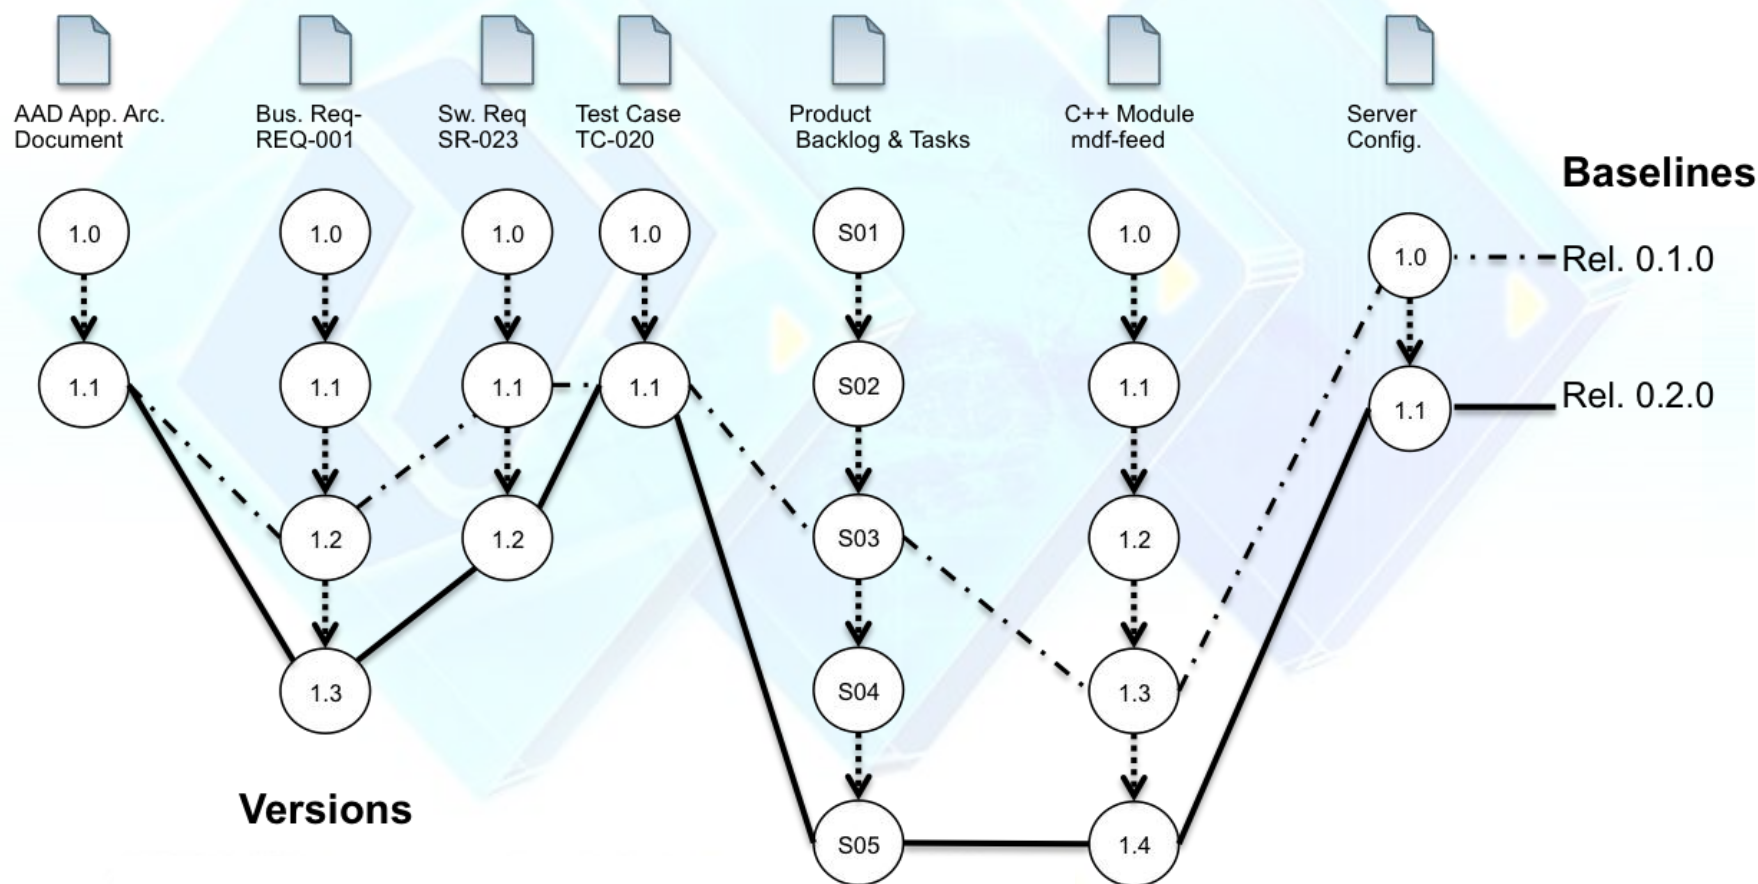 AAD App. Arc.
Document
Bus. Req-
REQ-001
Sw. Req
SR-023
Test Case
TC-020
Product
Backlog & Tasks
C++ Module
mdf-feed
Server
Config.
Baselines
1.0
1.0
1.0
1.0
S01
1.0
1.0
Rel. 0.1.0
1.1
1.1
1.1
1.1
S02
1.1
1.1
Rel. 0.2.0
1.2
1.2
S03
1.2
1.3
S04
1.3
Versions
S05
1.4